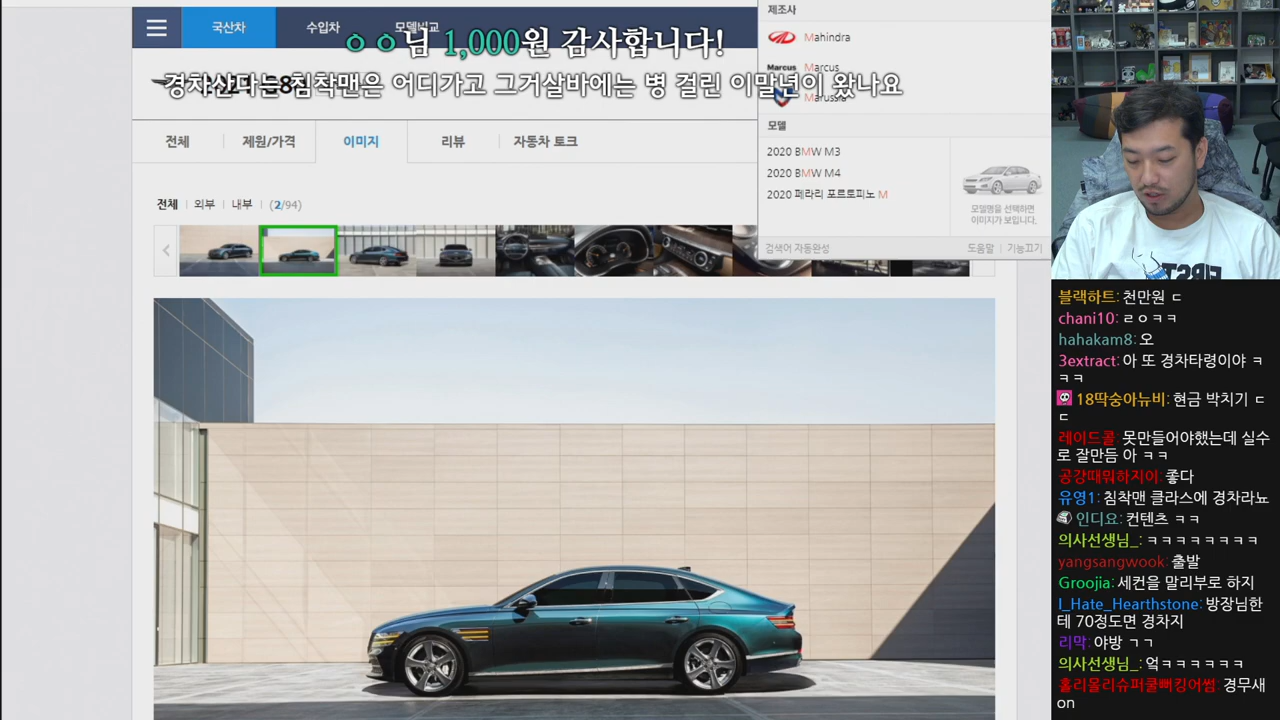 국산차
수입차
모델비교
ㅇㅇ님 1,000원 감사합니다!
경차산다는 침착맨은 어디가고 그거살바에는 병 걸린 이말년이 왔나요
전체
제원/가격
이미지
리뷰
자동차 토크
전체
외부
내부
(2/94)
제조사
Mahindra
Marcus
Marcus
Marussia
모델
2020 BMW M3
2020 BMW M4
2020 페라리 포르토피노 M
모델명을 선택하면
이미지가 보입니다.
검색어 자동완성
도움말
기능끄기
블랙하트: 천만원 ㄷ
chani10: ㄹㅇㅋㅋ
hahakam8: 오
3extract: 아 또 경차타령이야 ㅋ
ㅋㅋ
18딱숭아뉴비: 현금 박치기 ㄷ
ㄷ
레이드콜: 못만들어야했는데 실수
로 잘만듬 아 ㅋㅋ
공강때뭐하지이: 좋다
유영1: 침착맨 클라스에 경차라뇨
인디요: 컨텐츠 ㅋㅋ
의사선생님_: ㅋㅋㅋㅋㅋㅋㅋㅋ
yangsangwook: 출발
Groojia: 세컨을 말리부로 하지
I_Hate_Hearthstone: 방장님한
테 70정도면 경차지
리막: 야방 ㄱㄱ
의사선생님_: 엌ㅋㅋㅋㅋㅋㅋ
홀리몰리슈퍼쿨뻐킹어썸: 경무새
on